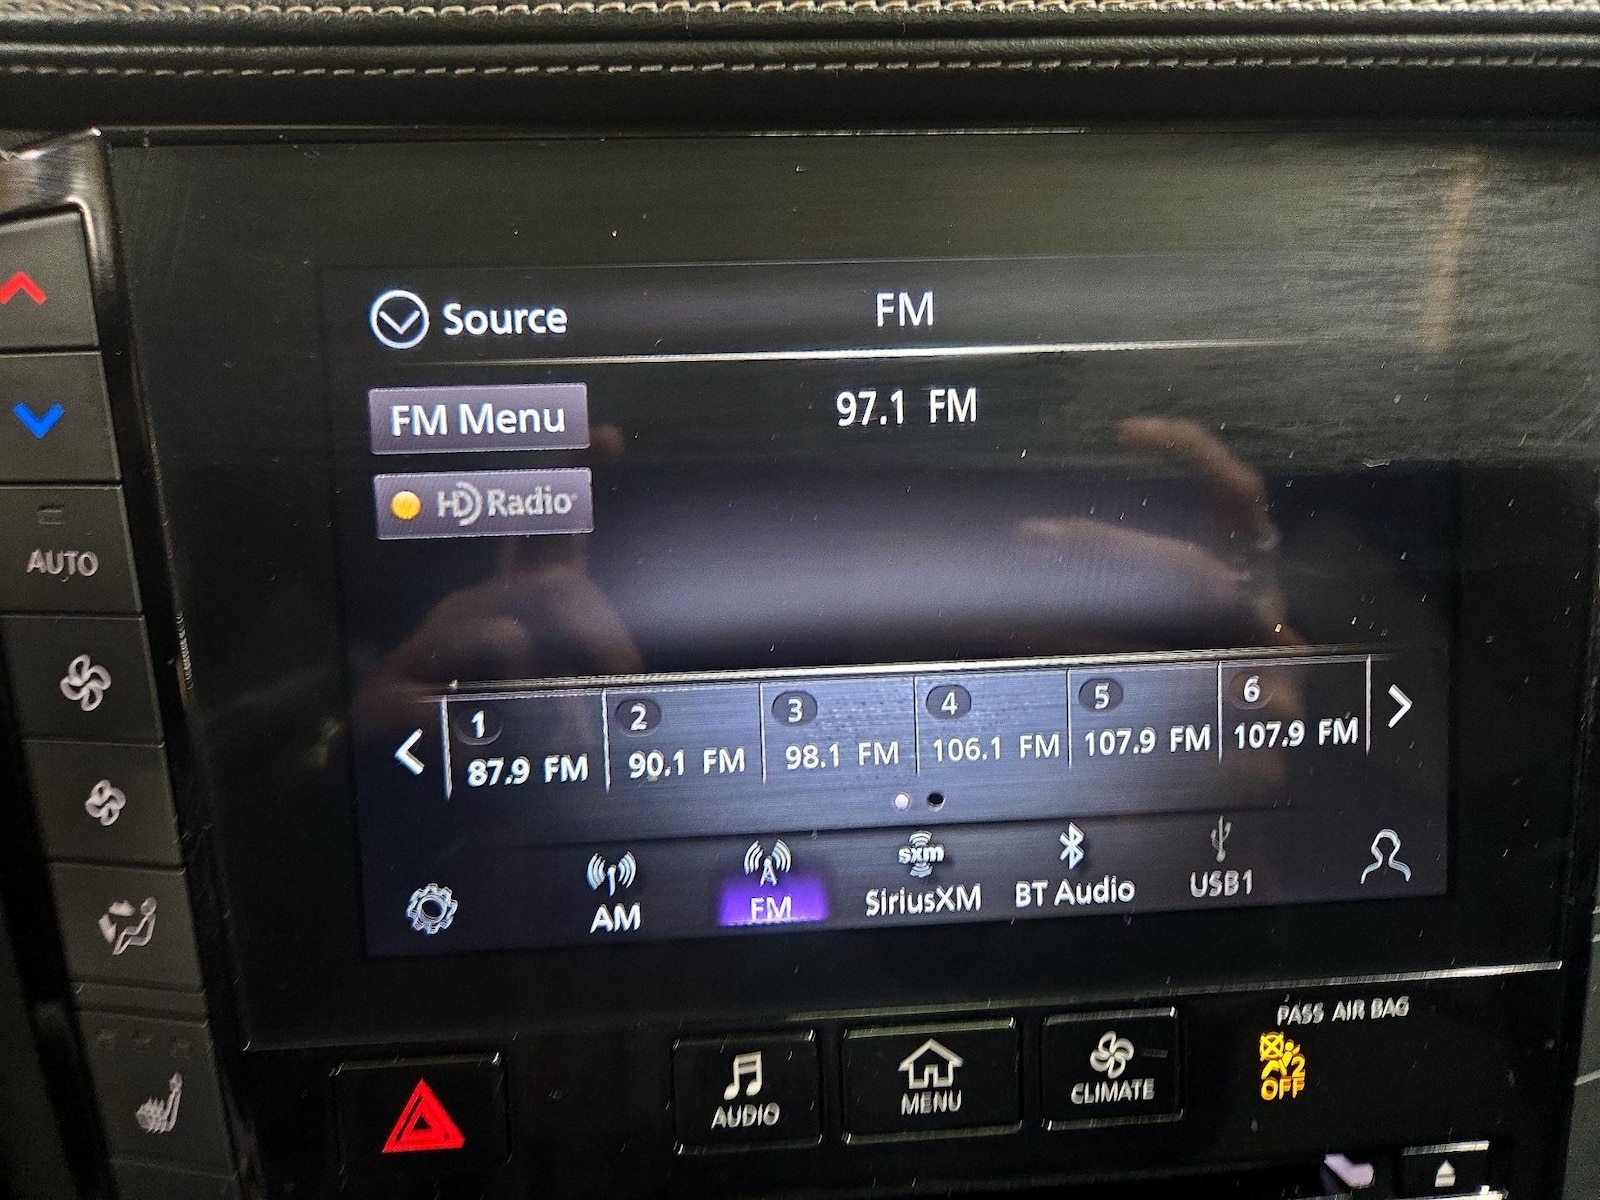 Source
FM
FM Menu
97.1 FM
HD Radio
AUTO
1
2
3
4
5
6
87.9 FM
90.1 FM
98.1 FM
106.1 FM
107.9 FM
107.9 FM
AM
FM
sxm
SiriusXM
BT Audio
USB1
PASS AIR BAG
2
OFF
AUDIO
MENU
CLIMATE